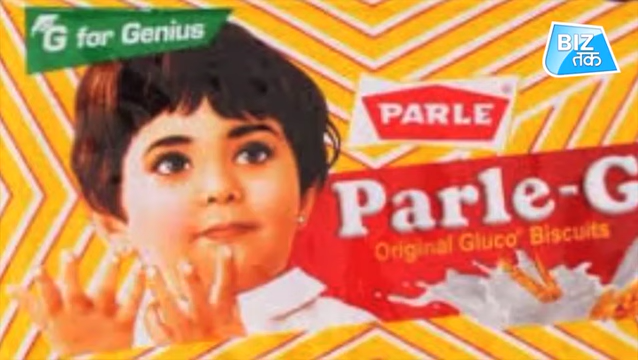 G for Genius
BIZ
तक
PARLE
Parle-G
Original Gluco® Biscuits